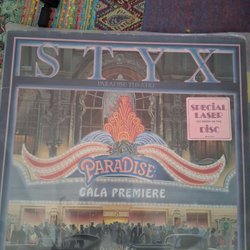 STYX
PARADISE THEATRE
SPECIAL
LASER
DISC
PARADISE
GALA PREMIERE